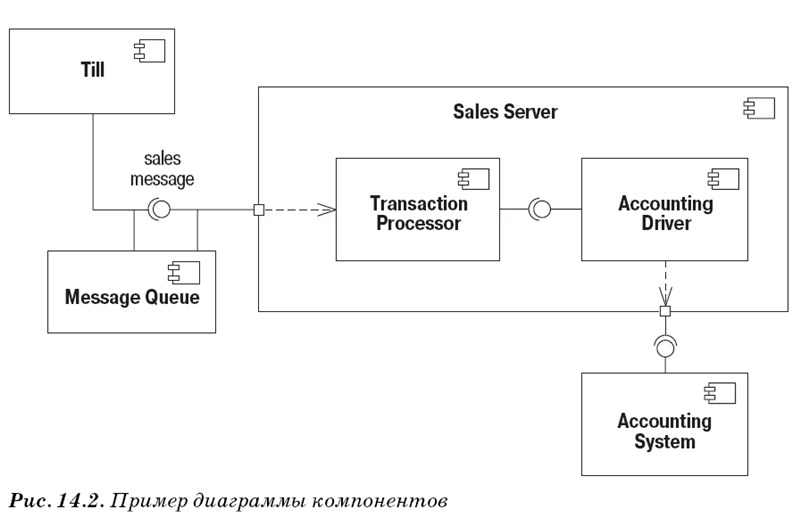 Till
Sales Server
sales
message
Transaction
Processor
Accounting
Driver
Message Queue
Accounting
System
Рис. 14.2. Пример диаграммы компонентов